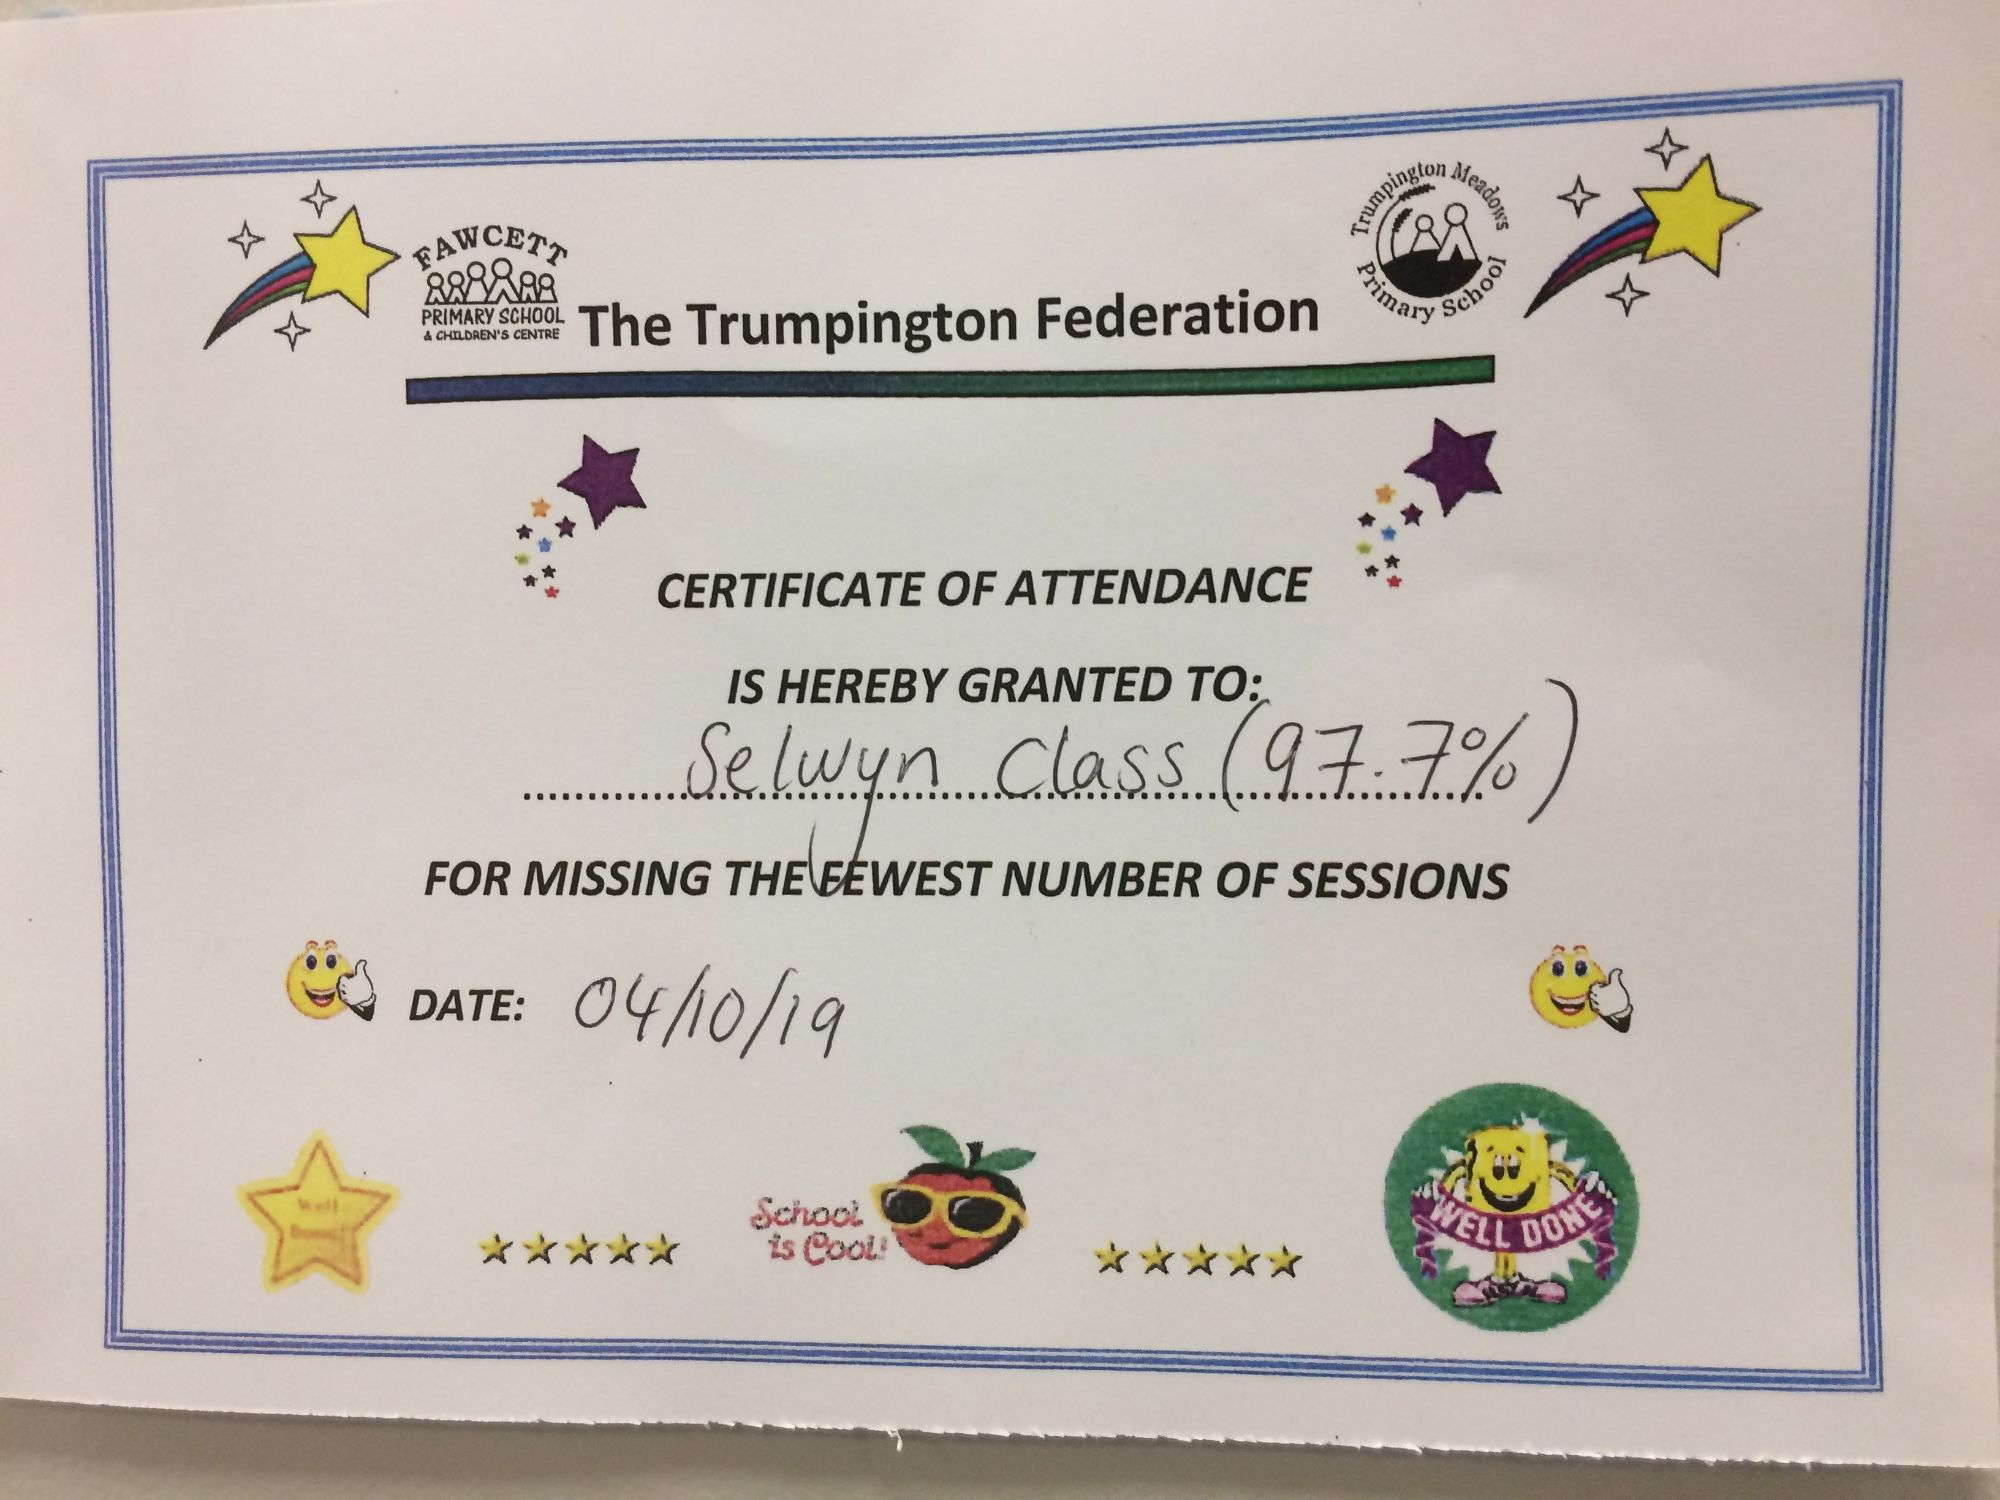 FAWCETT
PRIMARY SCHOOL
& CHILDREN'S CENTRE
The Trumpington Federation
Trumpington Meadows
Primary School
CERTIFICATE OF ATTENDANCE
IS HEREBY GRANTED TO:
Selwyn Class (97.7%)
FOR MISSING THE FEWEST NUMBER OF SESSIONS
DATE: 04/10/19
Well
Done!
School
is Cool!
WELL DONE